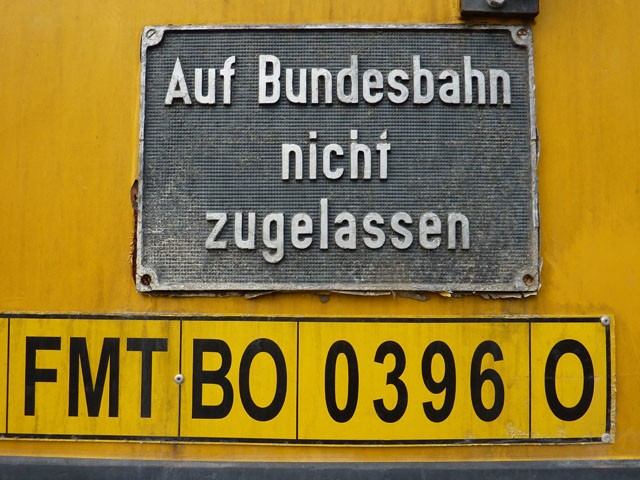 Auf Bundesbahn
nicht
zugelassen
FMT BO 0396 O